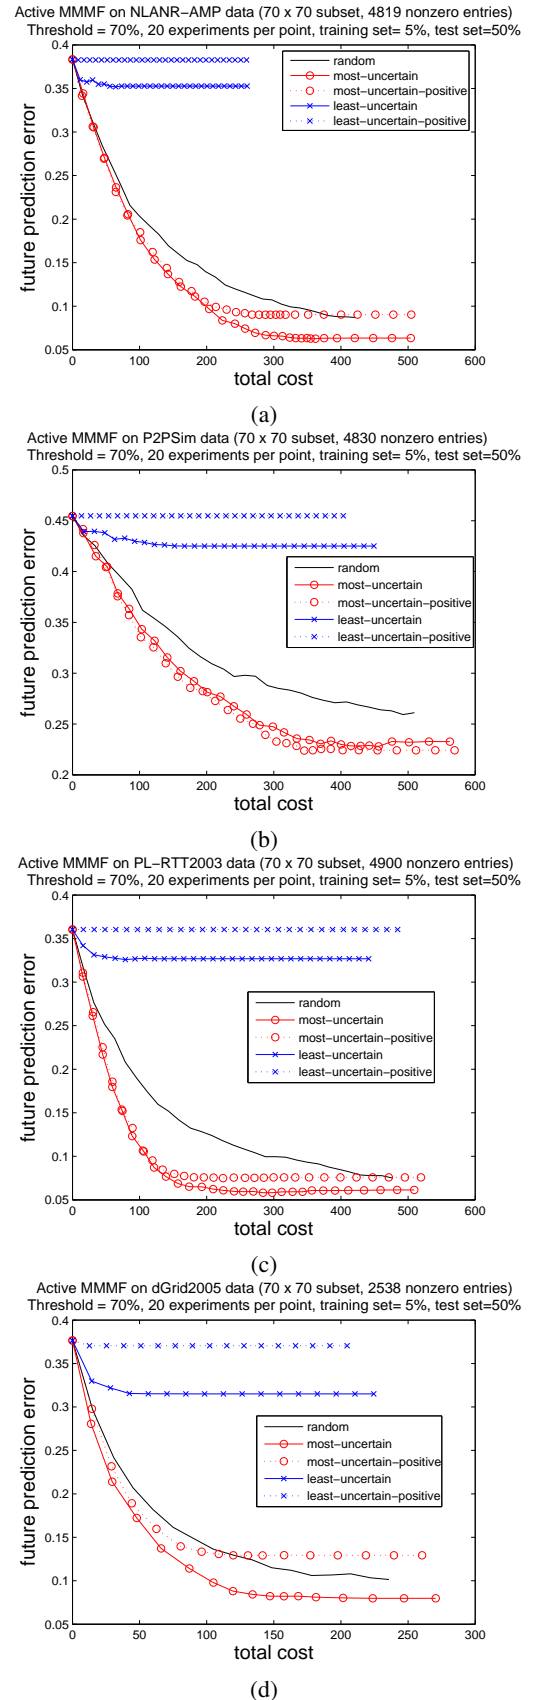 Active MMMF on NLANR−AMP data (70 x 70 subset, 4819 nonzero entries)
Threshold = 70%, 20 experiments per point, training set= 5%, test set=50%
0.4
0.35
0.3
0.25
0.2
0.15
0.1
0.05
future prediction error
random
most−uncertain
most−uncertain−positive
least−uncertain
least−uncertain−positive
0 100 200 300 400 500 600
total cost
(a)
Active MMMF on P2PSim data (70 x 70 subset, 4830 nonzero entries)
Threshold = 70%, 20 experiments per point, training set= 5%, test set=50%
0.5
0.45
0.4
0.35
0.3
0.25
0.2
future prediction error
random
most−uncertain
most−uncertain−positive
least−uncertain
least−uncertain−positive
0 100 200 300 400 500 600
total cost
(b)
Active MMMF on PL−RTT2003 data (70 x 70 subset, 4900 nonzero entries)
Threshold = 70%, 20 experiments per point, training set= 5%, test set=50%
0.4
0.35
0.3
0.25
0.2
0.15
0.1
0.05
future prediction error
random
most−uncertain
most−uncertain−positive
least−uncertain
least−uncertain−positive
0 100 200 300 400 500 600
total cost
(c)
Active MMMF on dGrid2005 data (70 x 70 subset, 2538 nonzero entries)
Threshold = 70%, 20 experiments per point, training set= 5%, test set=50%
0.4
0.35
0.3
0.25
0.2
0.15
0.1
0.05
future prediction error
random
most−uncertain
most−uncertain−positive
least−uncertain
least−uncertain−positive
0 50 100 150 200 250 300
total cost
(d)